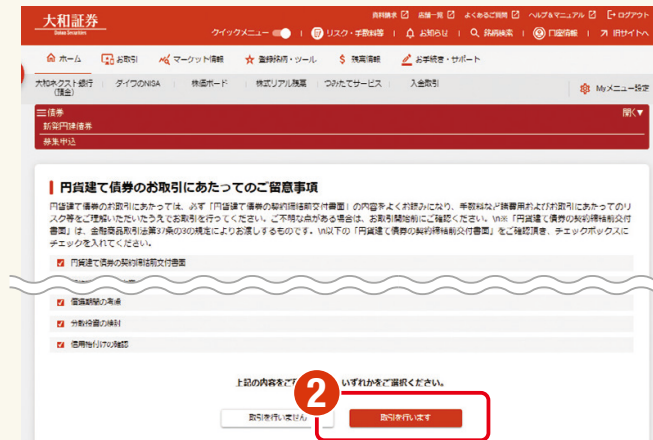 大和証券
Daiwa Securities
資料請求 店舗一覧 よくあるご質問 ヘルプ&マニュアル ログアウト
クイックメニュー リスク・手数料等 お知らせ 銘柄検索 口座情報 旧サイトへ
ホーム お取引 マーケット情報 登録銘柄・ツール 残高情報 お手続き・サポート
大和ネクスト銀行 ダイワのNISA 株価ボード 株式リアル残高 つみたてサービス 入金取引
(預金)
Myメニュー設定
債券 開く▼
新発円建債券
募集申込
円貨建て債券のお取引にあたってのご留意事項
円貨建て債券のお取引にあたっては、必ず「円貨建て債券の契約締結前交付書面」の内容をよくお読みになり、手数料など諸費用およびお取引にあたってのリ
スク等をご理解いただいたうえでお取引を行ってください。ご不明な点がある場合は、お取引開始前にご確認ください。\n※「円貨建て債券の契約締結前交付
書面」は、金融商品取引法第37条の3の規定によりお渡しするものです。\n以下の「円貨建て債券の契約締結前交付書面」をご確認頂き、チェックボックスに
チェックを入れてください。
円貨建て債券の契約締結前交付書面
償還期間の考慮
分散投資の検討
信用格付けの確認
上記の内容をご いずれかをご選択ください。
2
取引を行いません 取引を行います